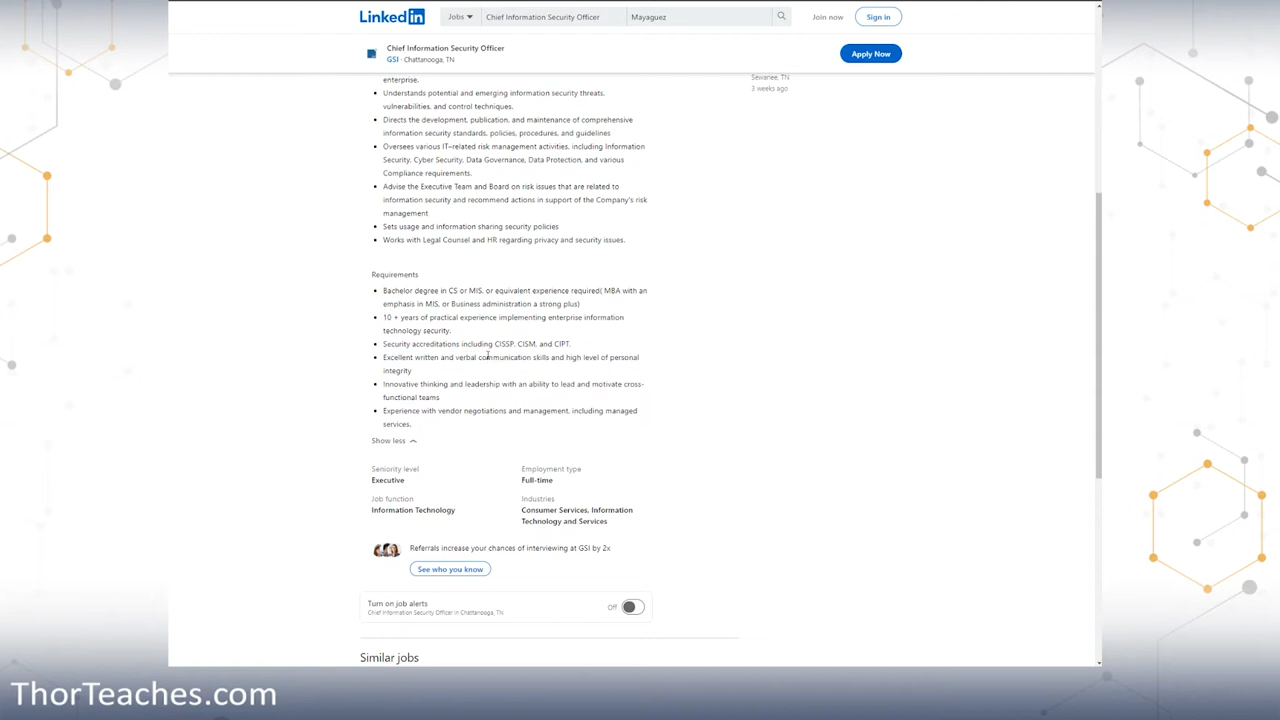 LinkedIn
Jobs
Chief Information Security Officer
Mayaguez
Join now
Sign in
Chief Information Security Officer
GSI · Chattanooga, TN
Apply Now
enterprise.
Sewanee, TN
3 weeks ago
• Understands potential and emerging information security threats,
vulnerabilities, and control techniques.
• Directs the development, publication, and maintenance of comprehensive
information security standards, policies, procedures, and guidelines
• Oversees various IT–related risk management activities, including Information
Security, Cyber Security, Data Governance, Data Protection, and various
Compliance requirements.
• Advise the Executive Team and Board on risk issues that are related to
information security and recommend actions in support of the Company's risk
management
• Sets usage and information sharing security policies
• Works with Legal Counsel and HR regarding privacy and security issues.
Requirements
• Bachelor degree in CS or MIS, or equivalent experience required( MBA with an
emphasis in MIS, or Business administration a strong plus)
• 10 + years of practical experience implementing enterprise information
technology security.
• Security accreditations including CISSP, CISM, and CIPT.
• Excellent written and verbal communication skills and high level of personal
integrity
• Innovative thinking and leadership with an ability to lead and motivate cross-
functional teams
• Experience with vendor negotiations and management, including managed
services.
Show less
Seniority level
Executive
Employment type
Full-time
Job function
Information Technology
Industries
Consumer Services, Information
Technology and Services
Referrals increase your chances of interviewing at GSI by 2x
See who you know
Turn on job alerts
Chief Information Security Officer in Chattanooga, TN
Off
Similar jobs
ThorTeaches.com